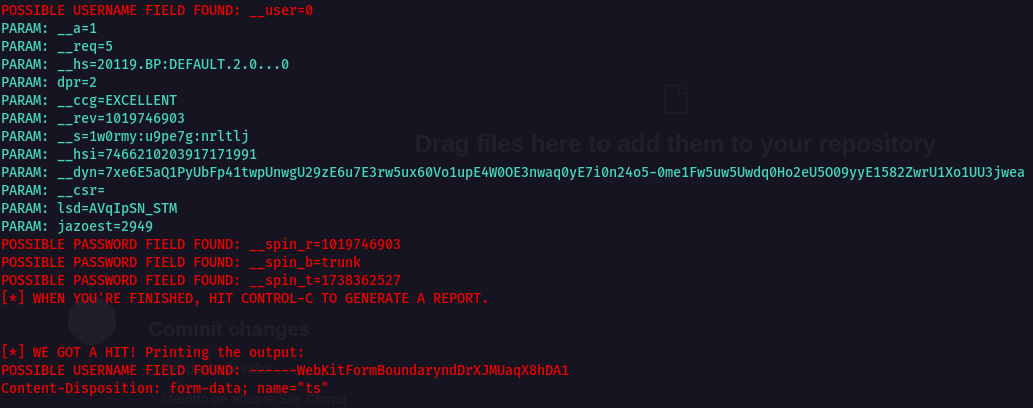 POSSIBLE USERNAME FIELD FOUND: __user=0
PARAM: __a=1
PARAM: __req=5
PARAM: __hs=20119.BP:DEFAULT.2.0...0
PARAM: dpr=2
PARAM: __ccg=EXCELLENT
PARAM: __rev=1019746903
PARAM: __s=1w0rmy:u9pe7g:nrltlj
PARAM: __hsi=7466210203917171991
Drag files here to add them to your repository
PARAM: __dyn=7xe6E5aQ1PyUbFp41twpUnwgU29zE6u7E3rw5ux60Vo1upE4W0OE3nwaq0yE7i0n24o5-0me1Fw5uw5Uwdq0Ho2eU5O09yyE1582ZwrU1Xo1UU3jwea
PARAM: __csr=
PARAM: lsd=AVqIpSN_STM
PARAM: jazoest=2949
POSSIBLE PASSWORD FIELD FOUND: __spin_r=1019746903
POSSIBLE PASSWORD FIELD FOUND: __spin_b=trunk
POSSIBLE PASSWORD FIELD FOUND: __spin_t=1738362527
[*] WHEN YOU'RE FINISHED, HIT CONTROL-C TO GENERATE A REPORT.
Commit changes
[*] WE GOT A HIT! Printing the output:
POSSIBLE USERNAME FIELD FOUND: ------WebKitFormBoundaryndDrXJMUaqX8hDA1
Content-Disposition: form-data; name="ts"
Método de ataque:Site Cloner